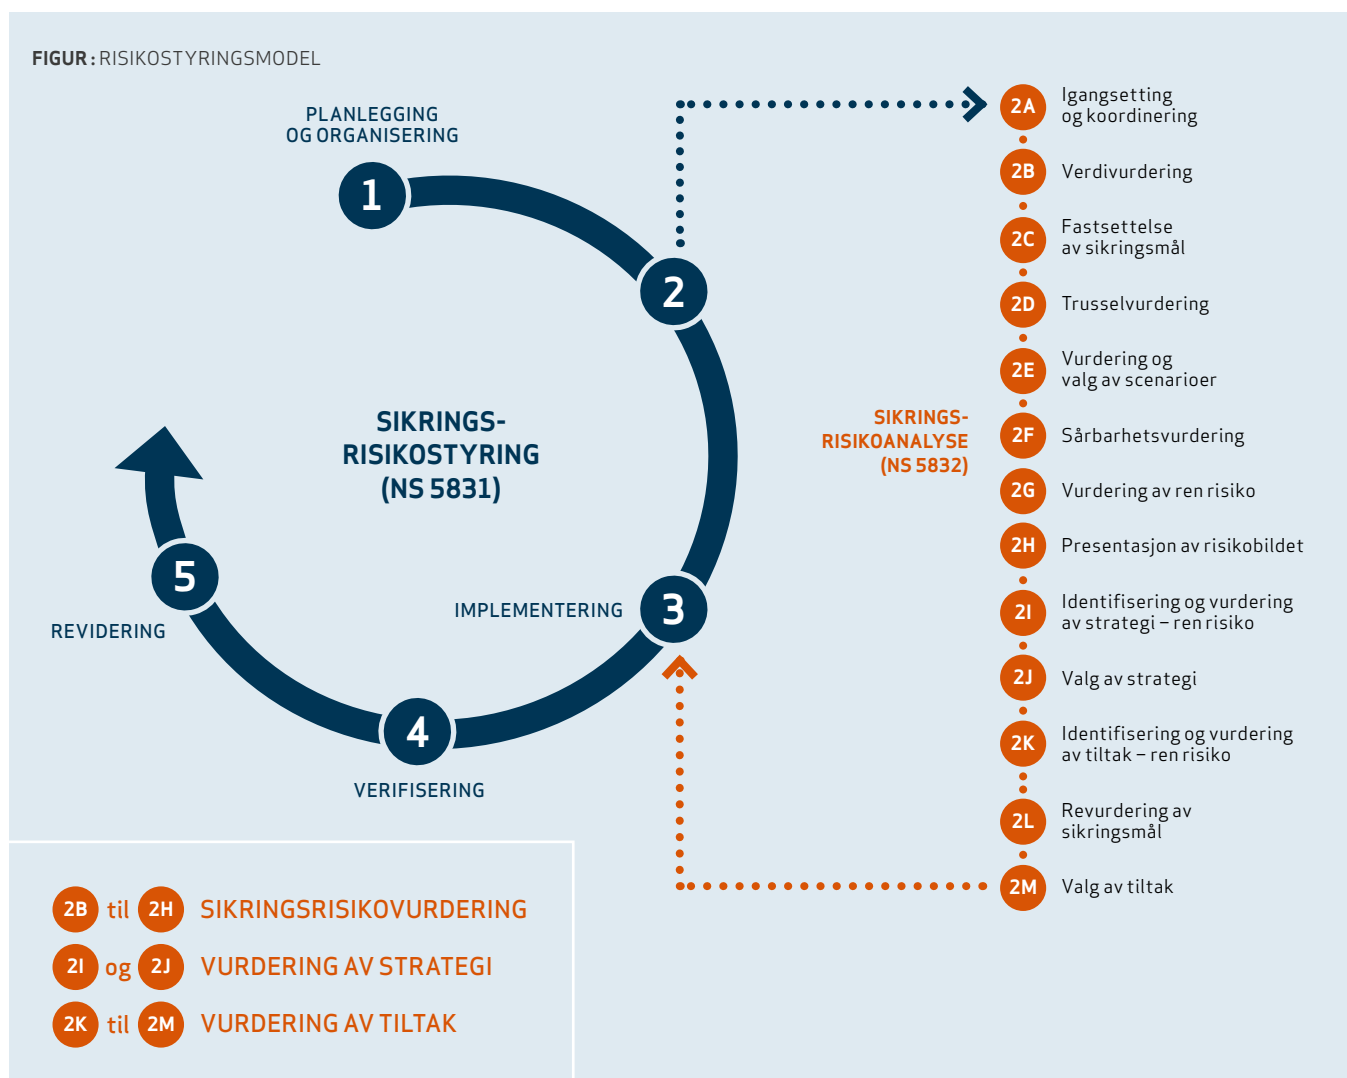 FIGUR: RISIKOSTYRINGSMODEL
PLANLEGGING
OG ORGANISERING
1
2
SIKRINGS-
RISIKOSTYRING
(NS 5831)
IMPLEMENTERING
3
4
VERIFISERING
5
REVIDERING
SIKRINGS-
RISIKOANALYSE
(NS 5832)
2A Igangsetting
og koordinering
2B Verdivurdering
2C Fastsettelse
av sikringsmål
2D Trusselvurdering
2E Vurdering og
valg av scenarioer
2F Sårbarhetsvurdering
2G Vurdering av ren risiko
2H Presentasjon av risikobildet
2I Identifisering og vurdering
av strategi – ren risiko
2J Valg av strategi
2K Identifisering og vurdering
av tiltak – ren risiko
2L Revurdering av
sikringsmål
2M Valg av tiltak
2B til 2H SIKRINGSRISIKOVURDERING
2I og 2J VURDERING AV STRATEGI
2K til 2M VURDERING AV TILTAK